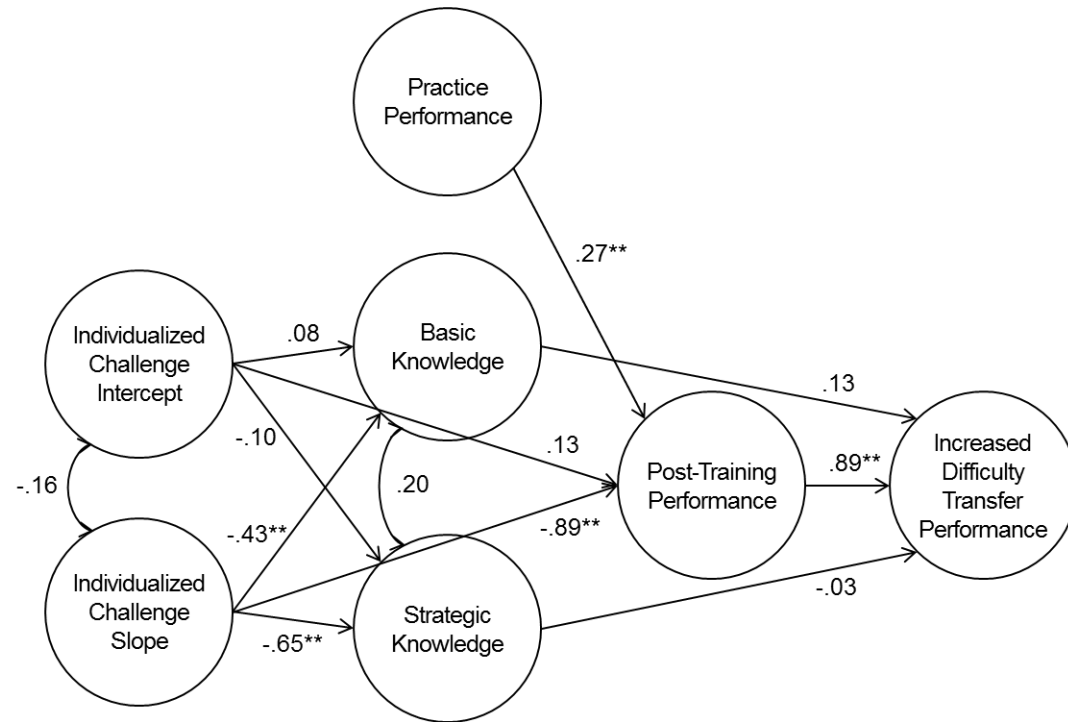 Practice
Performance
.27**
Individualized
Challenge
Intercept
.08
Basic
Knowledge
.13
-.10
.13
-.16
.20
Post-Training
Performance
.89**
Increased
Difficulty
Transfer
Performance
-.43**
-.89**
Individualized
Challenge
Slope
-.65**
Strategic
Knowledge
-.03